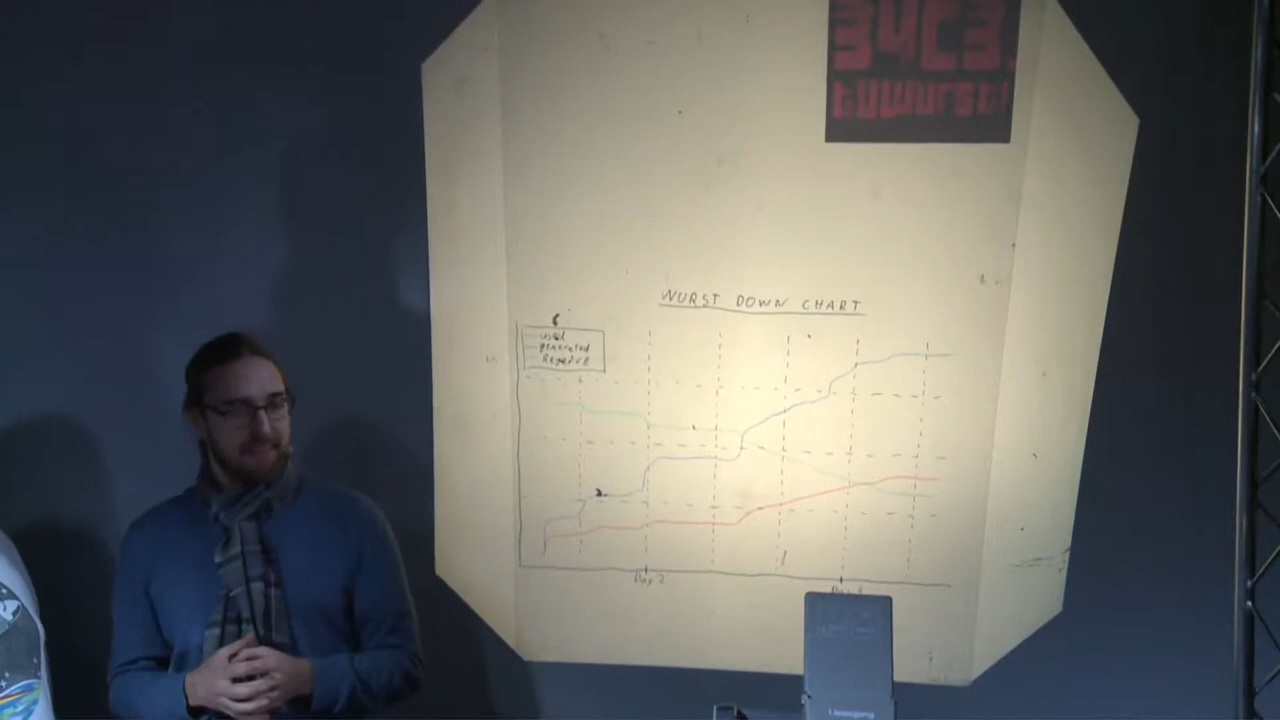 34C3
tuwurst!
WURST DOWN CHART
used
generated
Reserve
Day 2